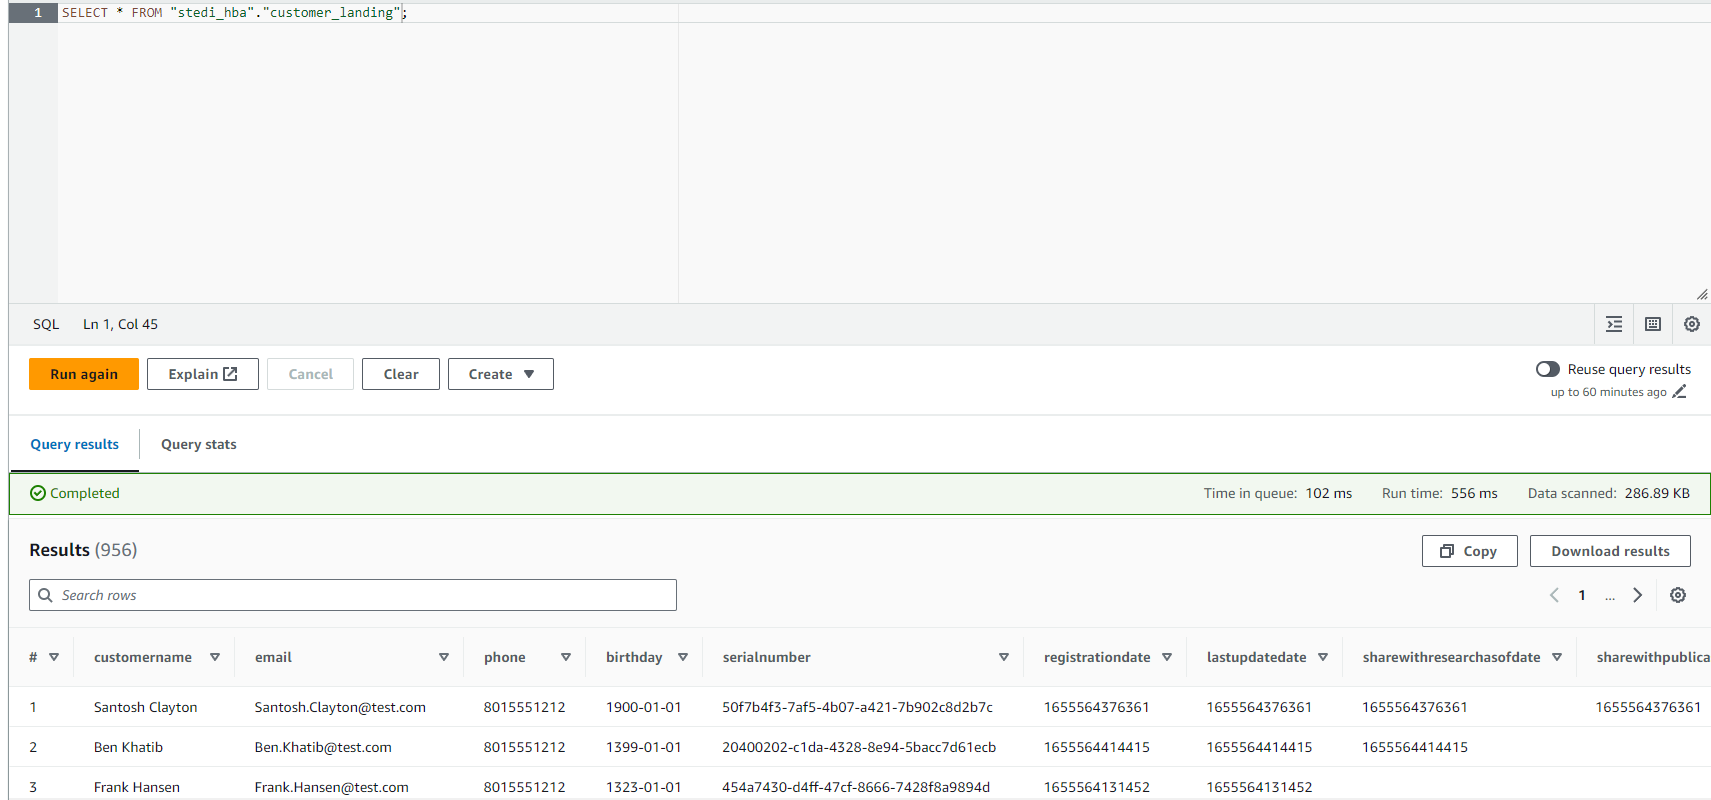 1 SELECT * FROM "stedi_hba"."customer_landing";
SQL Ln 1, Col 45
Run again Explain Cancel Clear Create Reuse query results
up to 60 minutes ago
Query results Query stats
Completed Time in queue: 102 ms Run time: 556 ms Data scanned: 286.89 KB
Results (956) Copy Download results
Search rows 1 ...
# customername email phone birthday serialnumber registrationdate lastupdatedate sharewithresearchasofdate sharewithpublica
1 Santosh Clayton Santosh.Clayton@test.com 8015551212 1900-01-01 50f7b4f3-7af5-4b07-a421-7b902c8d2b7c 1655564376361 1655564376361 1655564376361 1655564376361
2 Ben Khatib Ben.Khatib@test.com 8015551212 1399-01-01 20400202-c1da-4328-8e94-5bacc7d61ecb 1655564414415 1655564414415 1655564414415
3 Frank Hansen Frank.Hansen@test.com 8015551212 1323-01-01 454a7430-d4ff-47cf-8666-7428f8a9894d 1655564131452 1655564131452